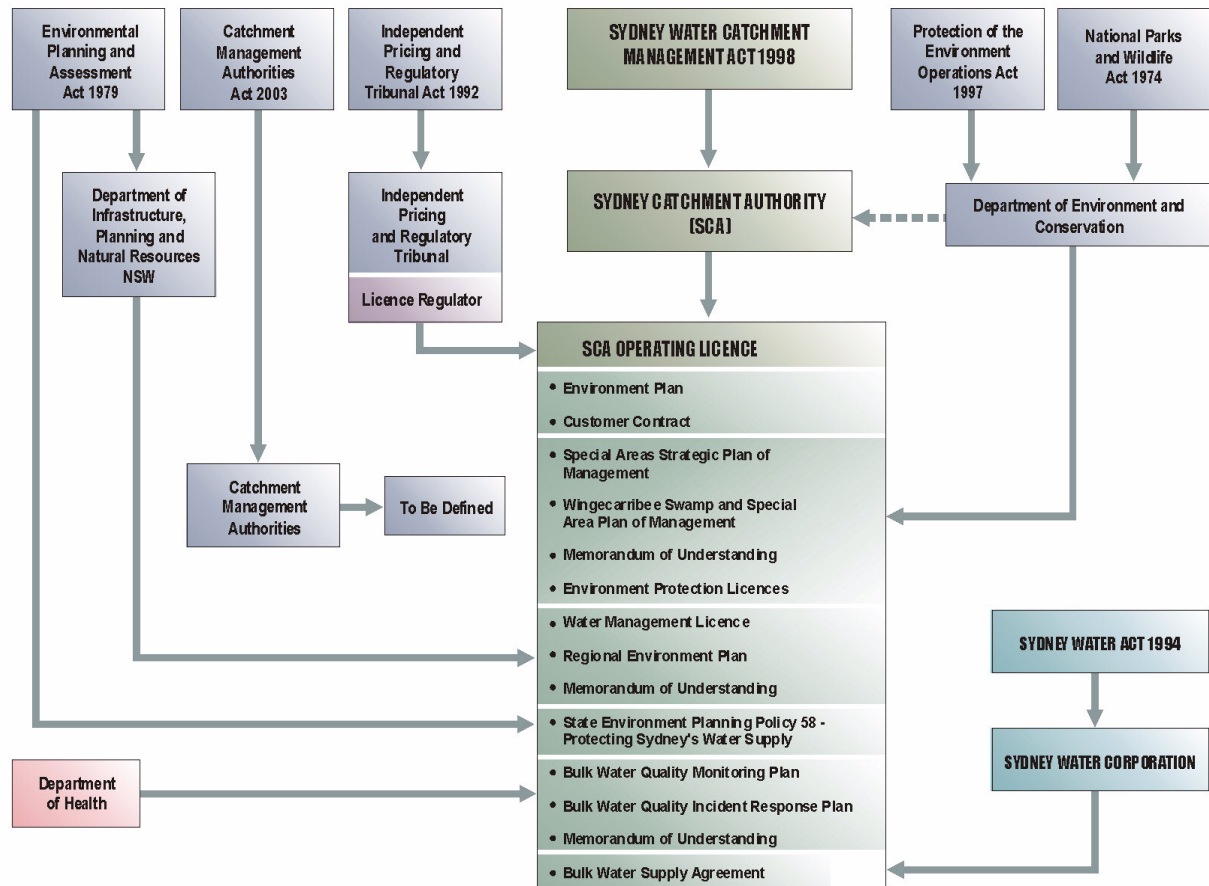 Environmental
Planning and
Assessment
Act 1979
Catchment
Management
Authorities
Act 2003
Independent
Pricing and
Regulatory
Tribunal Act 1992
SYDNEY WATER CATCHMENT
MANAGEMENT ACT 1998
Protection of the
Environment
Operations Act
1997
National Parks
and Wildlife
Act 1974
Department of
Infrastructure,
Planning and
Natural Resources
NSW
Independent
Pricing
and Regulatory
Tribunal
Licence Regulator
SYDNEY CATCHMENT AUTHORITY
(SCA)
Department of Environment and
Conservation
SCA OPERATING LICENCE
• Environment Plan
• Customer Contract
• Special Areas Strategic Plan of
Management
• Wingecarribee Swamp and Special
Area Plan of Management
• Memorandum of Understanding
• Environment Protection Licences
• Water Management Licence
• Regional Environment Plan
• Memorandum of Understanding
• State Environment Planning Policy 58 -
Protecting Sydney's Water Supply
• Bulk Water Quality Monitoring Plan
• Bulk Water Quality Incident Response Plan
• Memorandum of Understanding
• Bulk Water Supply Agreement
Catchment
Management
Authorities
To Be Defined
Department
of Health
SYDNEY WATER ACT 1994
SYDNEY WATER CORPORATION